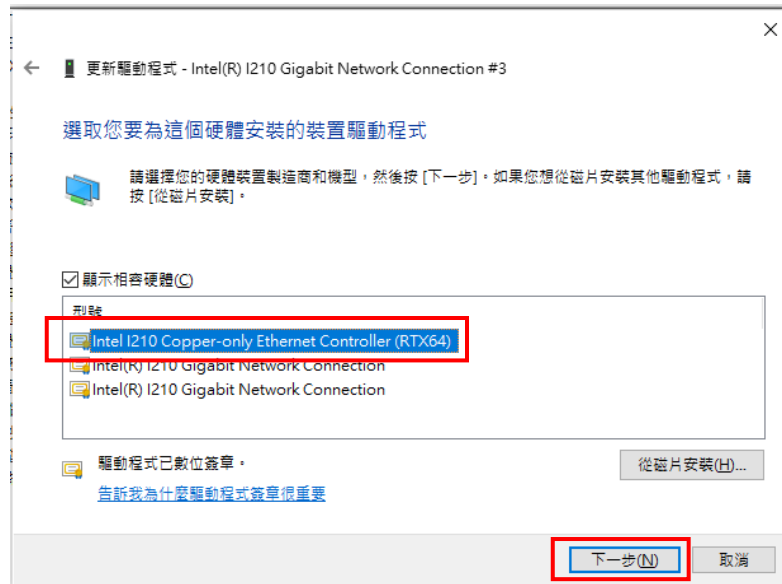 更新驅動程式 - Intel(R) I210 Gigabit Network Connection #3
選取您要為這個硬體安裝的裝置驅動程式
請選擇您的硬體裝置製造商和機型，然後按 [下一步]。如果您想從磁片安裝其他驅動程式，請
按 [從磁片安裝]。
顯示相容硬體(C)
型號
Intel I210 Copper-only Ethernet Controller (RTX64)
Intel(R) I210 Gigabit Network Connection
Intel(R) I210 Gigabit Network Connection
驅動程式已數位簽章。
從磁片安裝(H)...
告訴我為什麼驅動程式簽章很重要
下一步(N)
取消